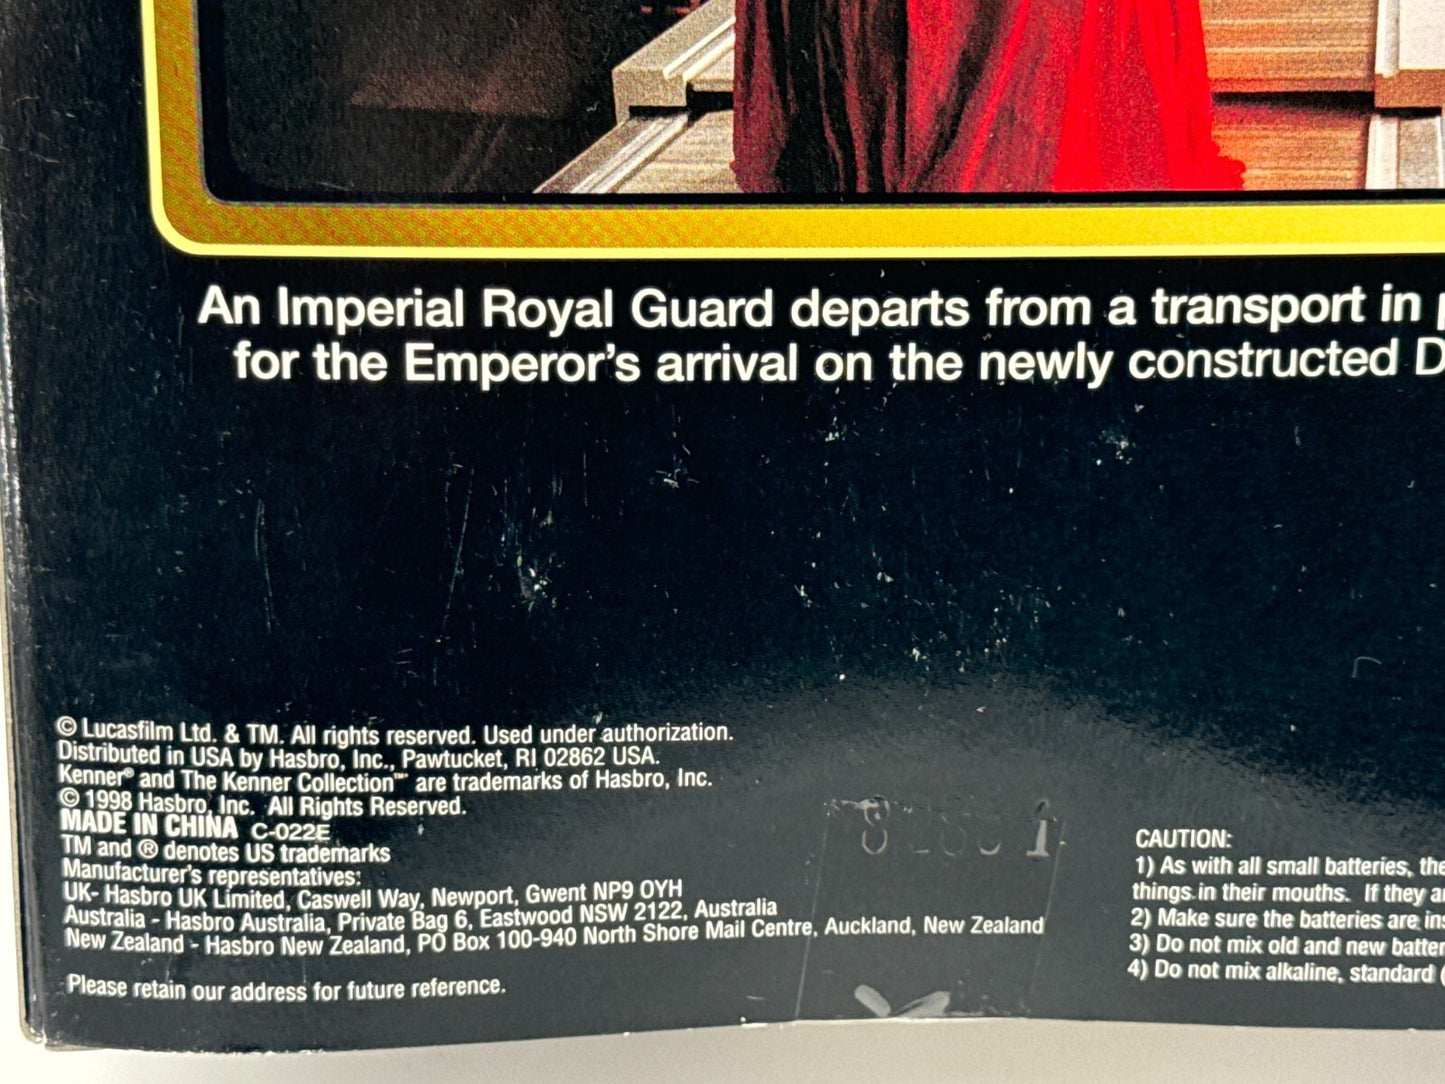 An Imperial Royal Guard departs from a transport in
for the Emperor's arrival on the newly constructed D
© Lucasfilm Ltd. & TM. All rights reserved. Used under authorization.
Distributed in USA by Hasbro, Inc., Pawtucket, RI 02862 USA.
Kenner® and The Kenner Collection™ are trademarks of Hasbro, Inc.
© 1998 Hasbro, Inc. All Rights Reserved.
MADE IN CHINA C-022E
TM and ® denotes US trademarks
Manufacturer's representatives:
UK- Hasbro UK Limited, Caswell Way, Newport, Gwent NP9 OYH
Australia - Hasbro Australia, Private Bag 6, Eastwood NSW 2122, Australia
New Zealand - Hasbro New Zealand, PO Box 100-940 North Shore Mail Centre, Auckland, New Zealand
Please retain our address for future reference.
CAUTION:
1) As with all small batteries, the
things in their mouths. If they
2) Make sure the batteries are
3) Do not mix old and new batter
4) Do not mix alkaline, standard (